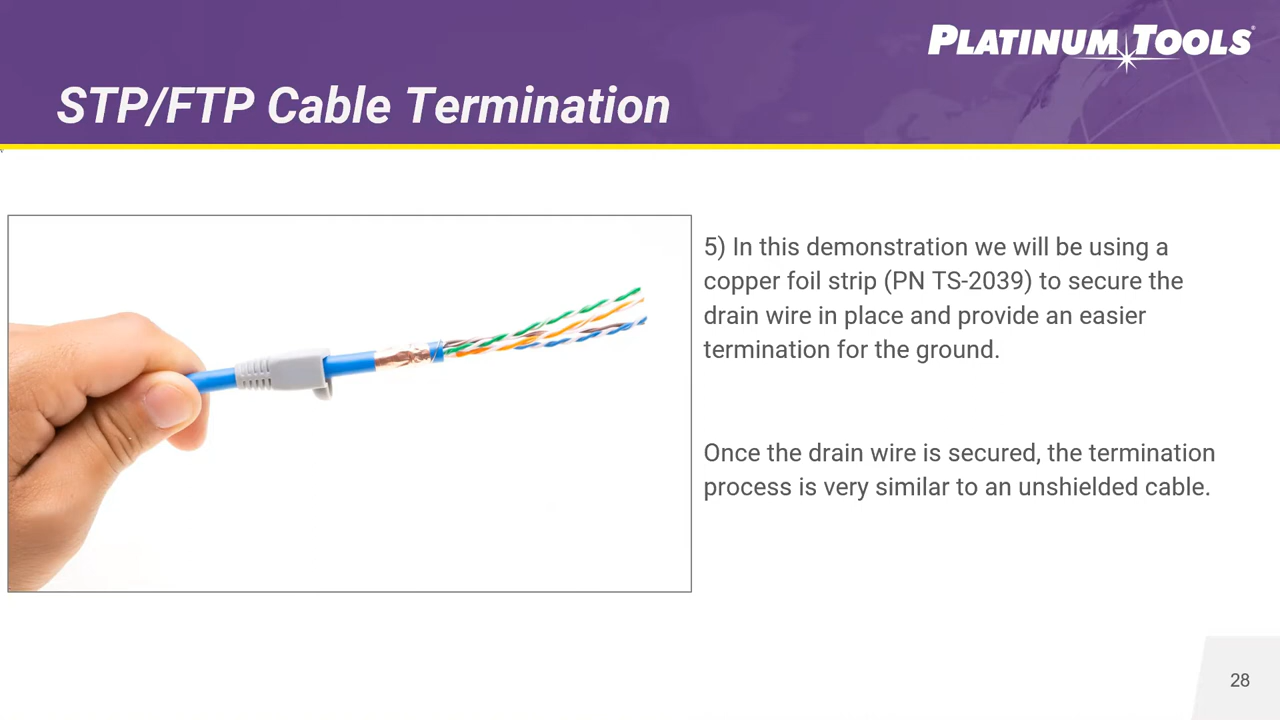 PLATINUM TOOLS®
STP/FTP Cable Termination
5) In this demonstration we will be using a
copper foil strip (PN TS-2039) to secure the
drain wire in place and provide an easier
termination for the ground.
Once the drain wire is secured, the termination
process is very similar to an unshielded cable.
28